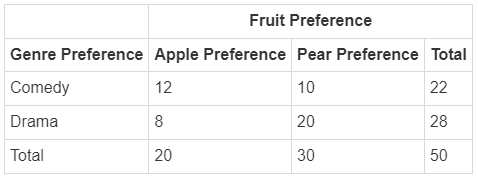 Fruit Preference
Genre Preference Apple Preference Pear Preference Total
Comedy 12 10 22
Drama 8 20 28
Total 20 30 50